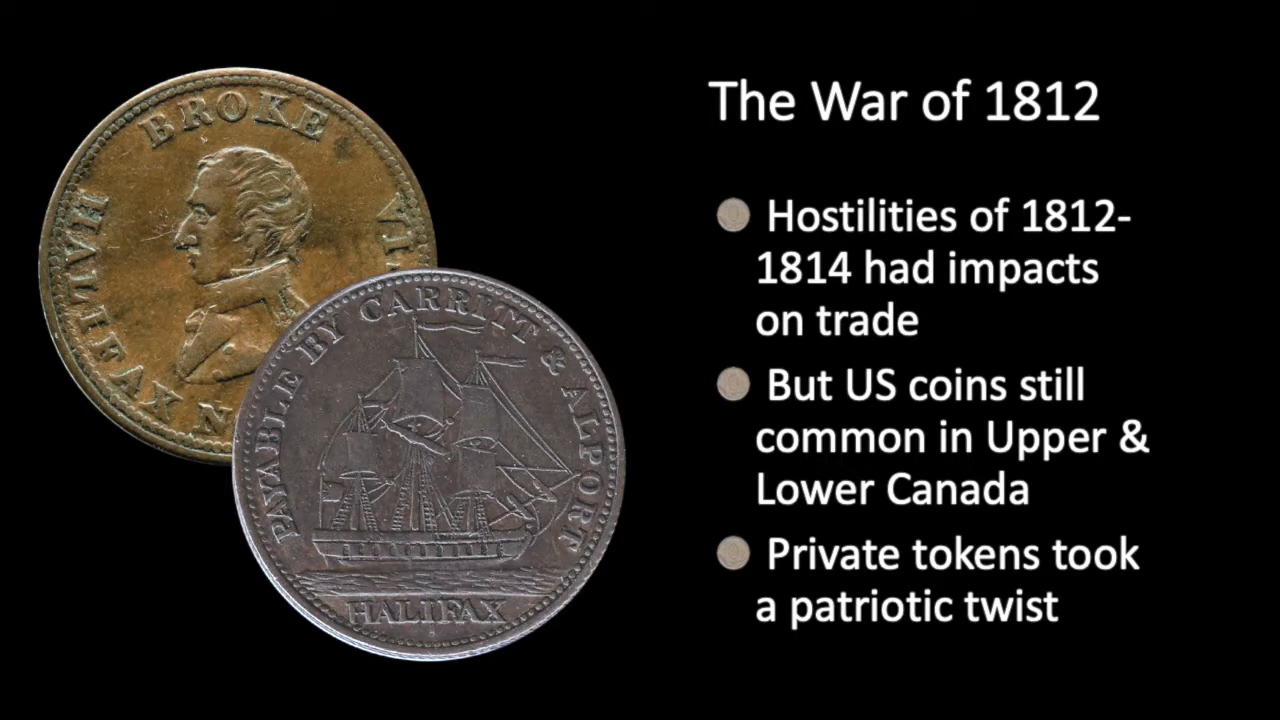 BROKE
HALIFAX N
PAYABLE BY CARRITT & ALPORT
HALIFAX
The War of 1812
Hostilities of 1812-
1814 had impacts
on trade
But US coins still
common in Upper &
Lower Canada
Private tokens took
a patriotic twist